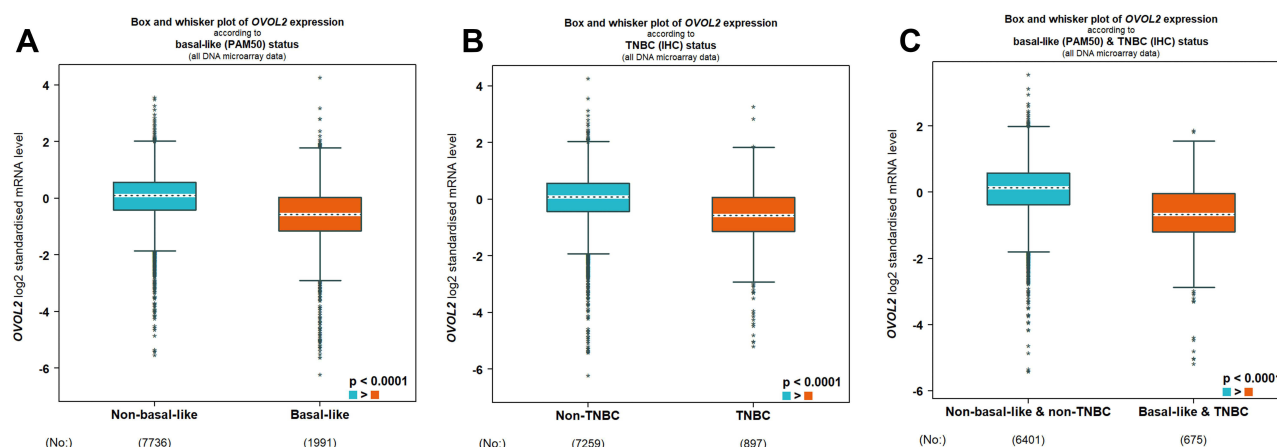 A
Box and whisker plot of OVOL2 expression
according to
basal-like (PAM50) status
(all DNA microarray data)
OVOL2 log2 standardised mRNA level
4
2
0
-2
-4
-6
p < 0.0001
>
Non-basal-like Basal-like
(No:) (7736) (1991)
B
Box and whisker plot of OVOL2 expression
according to
TNBC (IHC) status
(all DNA microarray data)
OVOL2 log2 standardised mRNA level
4
2
0
-2
-4
-6
p < 0.0001
>
Non-TNBC TNBC
(No:) (7259) (897)
C
Box and whisker plot of OVOL2 expression
according to
basal-like (PAM50) & TNBC (IHC) status
(all DNA microarray data)
OVOL2 log2 standardised mRNA level
2
0
-2
-4
-6
p < 0.0001
>
Non-basal-like & non-TNBC Basal-like & TNBC
(No:) (6401) (675)